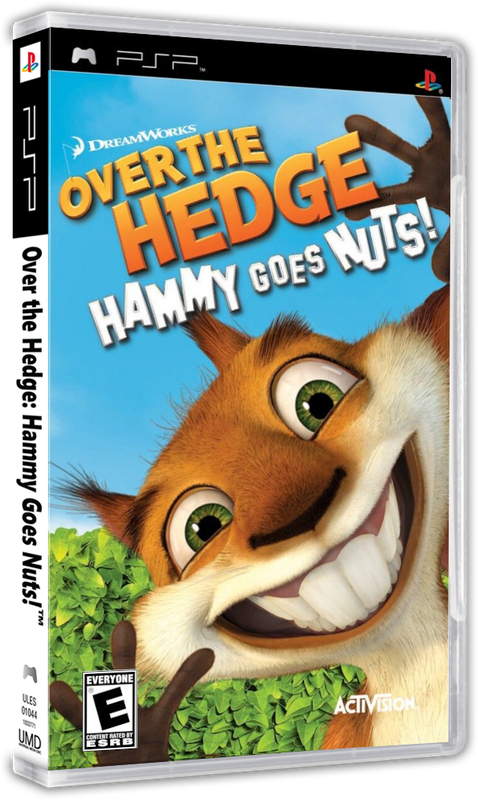 PSP
DREAMWORKS
OVER THE
HEDGE™
HAMMY GOES NUTS!
EVERYONE
E
CONTENT RATED BY
ESRB
ACTIVISION
PSP
Over the Hedge: Hammy Goes Nuts!™
ULES
01044
UMD